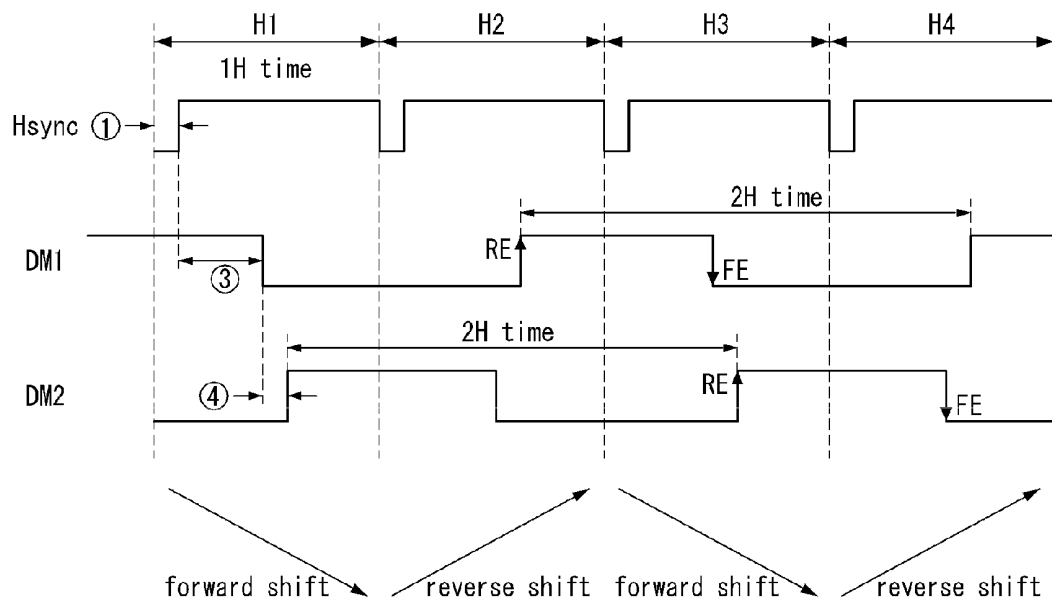 H1 H2 H3 H4
1H time
Hsync ①
2H time
DM1 RE FE
③
2H time
DM2 ④ RE FE
forward shift reverse shift forward shift reverse shift